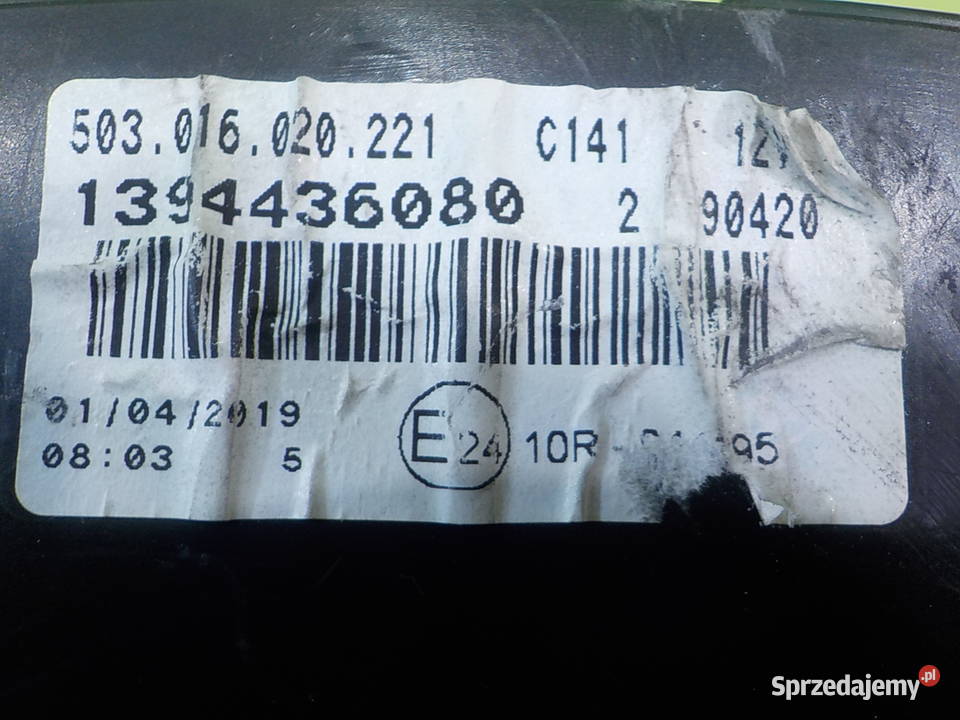 503.016.020.221 C141
1394436080 2 90420
01/04/2019
08:03 5 E24 10R
Sprzedajemy.pl